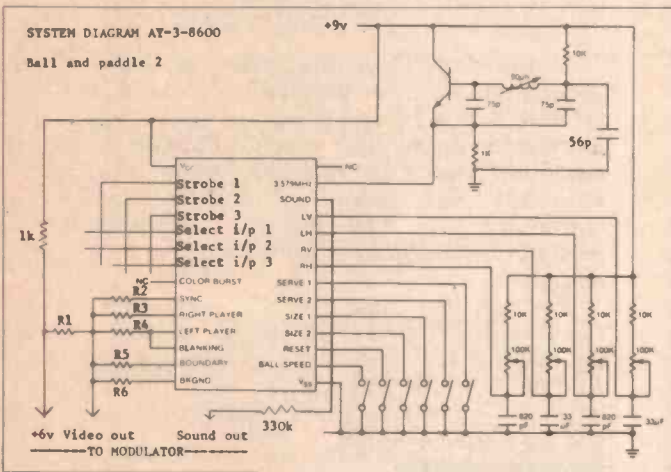 SYSTEM DIAGRAM AY-3-8600
Ball and paddle 2
+9v
10K
75p
75p
56p
1K
NC
1k
Strobe 1
Strobe 2
Strobe 3
Select i/p 1
Select i/p 2
Select i/p 3
NC
COLOR BURST
SYNC
RIGHT PLAYER
LEFT PLAYER
BLANKING
BOUNDARY
BRGND
3.579MHz
SOUND
LV
LH
RV
RH
SERVE 1
SERVE 2
SIZE 1
SIZE 2
RESET
BALL SPEED
VSS
R1
R2
R3
R4
R5
R6
10K
10K
10K
10K
100K
100K
100K
100K
820 pF
33
820 pF
330k
+6v Video out
Sound out
TO MODULATOR